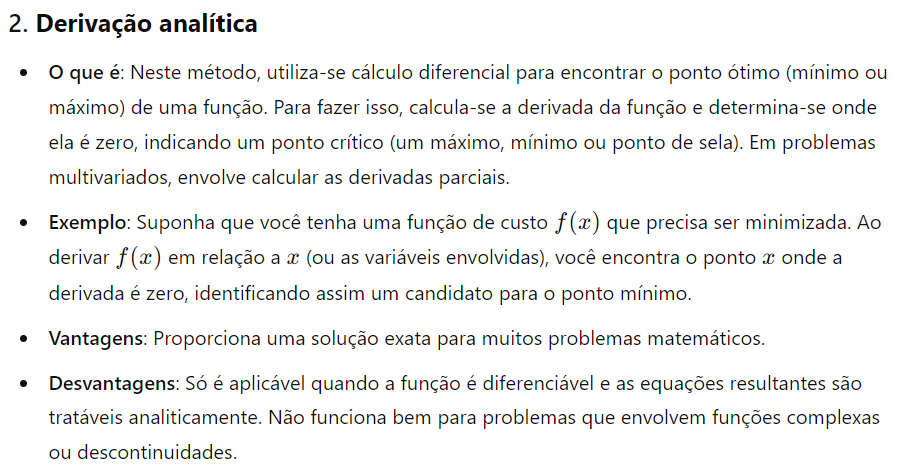 2. Derivação analítica
• O que é: Neste método, utiliza-se cálculo diferencial para encontrar o ponto ótimo (mínimo ou
máximo) de uma função. Para fazer isso, calcula-se a derivada da função e determina-se onde
ela é zero, indicando um ponto crítico (um máximo, mínimo ou ponto de sela). Em problemas
multivariados, envolve calcular as derivadas parciais.
• Exemplo: Suponha que você tenha uma função de custo f(x) que precisa ser minimizada. Ao
derivar f(x) em relação a x (ou as variáveis envolvidas), você encontra o ponto x onde a
derivada é zero, identificando assim um candidato para o ponto mínimo.
• Vantagens: Proporciona uma solução exata para muitos problemas matemáticos.
• Desvantagens: Só é aplicável quando a função é diferenciável e as equações resultantes são
tratáveis analiticamente. Não funciona bem para problemas que envolvem funções complexas
ou descontinuidades.